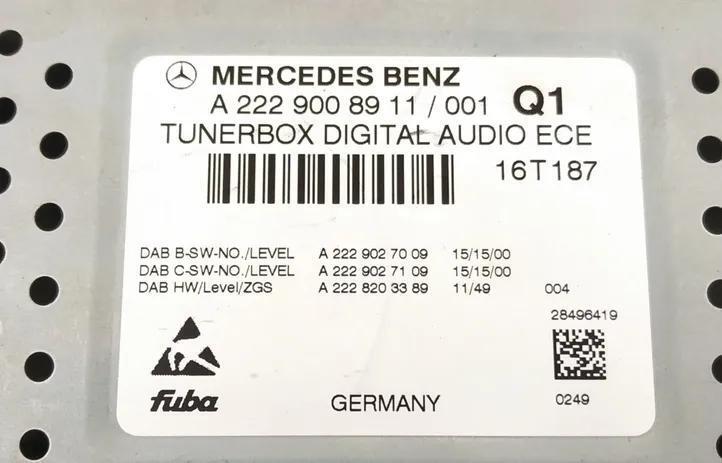 MERCEDES BENZ
A 222 900 89 11 / 001 Q1
TUNERBOX DIGITAL AUDIO ECE
16T187
DAB B-SW-NO./LEVEL A 222 902 70 09 15/15/00
DAB C-SW-NO./LEVEL A 222 902 71 09 15/15/00
DAB HW/Level/ZGS A 222 820 33 89 11/49 004
28496419
fuba
GERMANY
0249